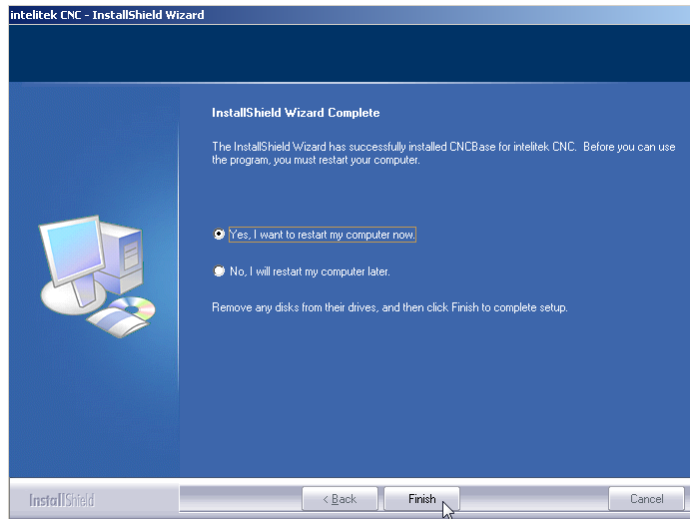 intelitek CNC - InstallShield Wizard
InstallShield Wizard Complete
The InstallShield Wizard has successfully installed CNCBase for intelitek CNC.  Before you can use
the program, you must restart your computer.
Yes, I want to restart my computer now.
No, I will restart my computer later.
Remove any disks from their drives, and then click Finish to complete setup.
InstallShield
< Back
Finish
Cancel